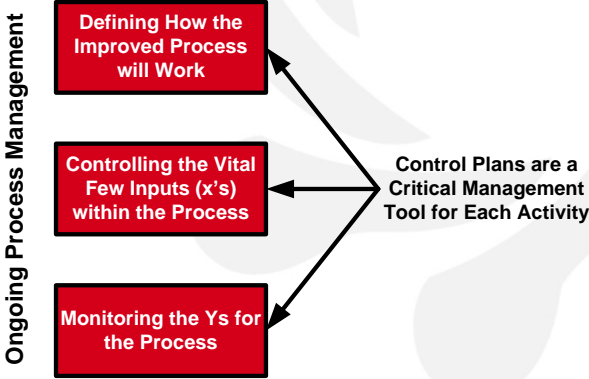 Ongoing Process Management
Defining How the
Improved Process
will Work
Controlling the Vital
Few Inputs (x's)
within the Process
Monitoring the Ys for
the Process
Control Plans are a
Critical Management
Tool for Each Activity